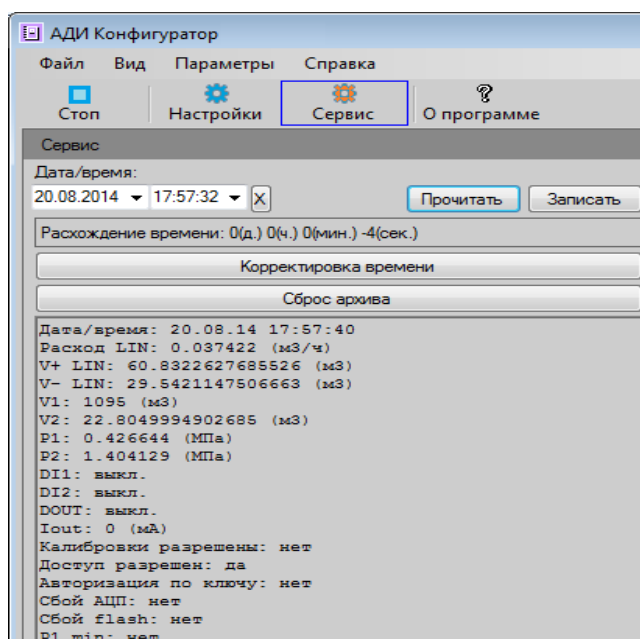 АДИ Конфигуратор
Файл Вид Параметры Справка
Стоп Настройки Сервис О программе
Сервис
Дата/время:
20.08.2014 17:57:32 X Прочитать Записать
Расхождение времени: 0(д.) 0(ч.) 0(мин.) -4(сек.)
Корректировка времени
Сброс архива
Дата/время: 20.08.14 17:57:40
Расход LIN: 0.037422 (м3/ч)
V+ LIN: 60.8322627685526 (м3)
V- LIN: 29.5421147506663 (м3)
V1: 1095 (м3)
V2: 22.8049994902685 (м3)
P1: 0.426644 (МПа)
P2: 1.404129 (МПа)
DI1: выкл.
DI2: выкл.
DOUT: выкл.
Iout: 0 (мА)
Калибровки разрешены: нет
Доступ разрешен: да
Авторизация по ключу: нет
Сбой АЦП: нет
Сбой flash: нет
P1 min: нет